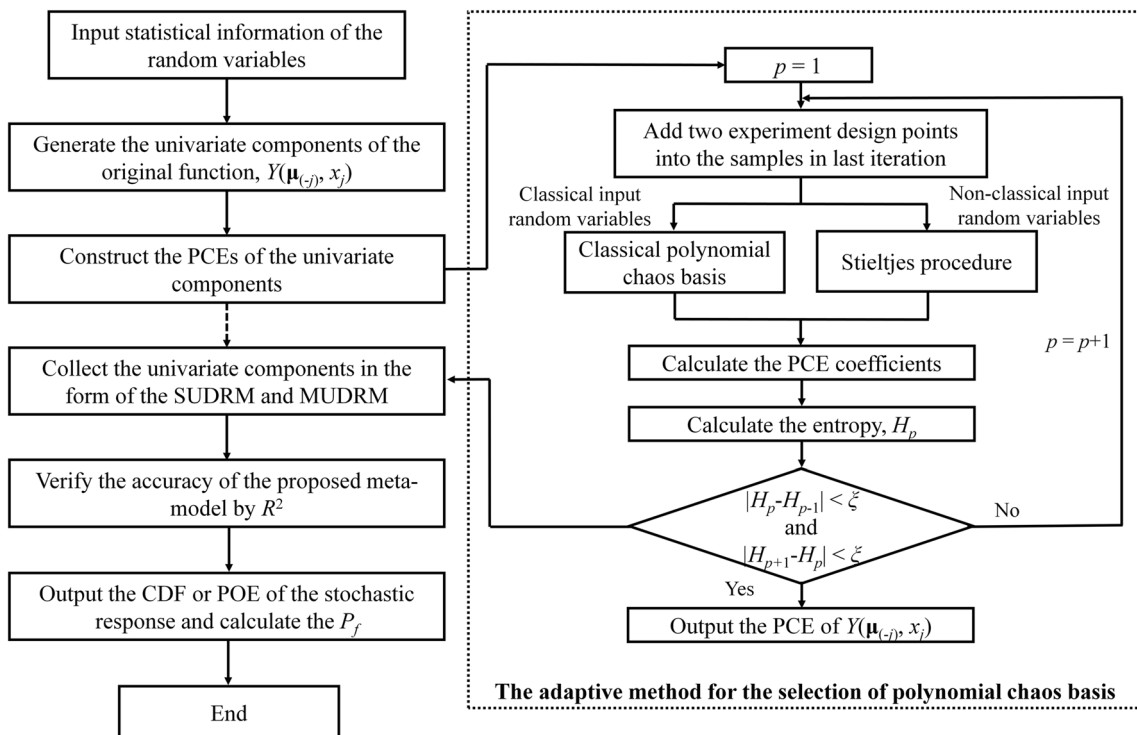 Input statistical information of the
random variables
Generate the univariate components of the
original function, Y(μ(-j), xj)
Construct the PCEs of the univariate
components
Collect the univariate components in the
form of the SUDRM and MUDRM
Verify the accuracy of the proposed meta-
model by R²
Output the CDF or POE of the stochastic
response and calculate the Pf
End
p = 1
Add two experiment design points
into the samples in last iteration
Classical input
random variables
Non-classical input
random variables
Classical polynomial
chaos basis
Stieltjes procedure
Calculate the PCE coefficients
p = p+1
Calculate the entropy, Hp
|Hp-Hp-1| < ξ
and
|Hp+1-Hp| < ξ
No
Yes
Output the PCE of Y(μ(-j), xj)
The adaptive method for the selection of polynomial chaos basis